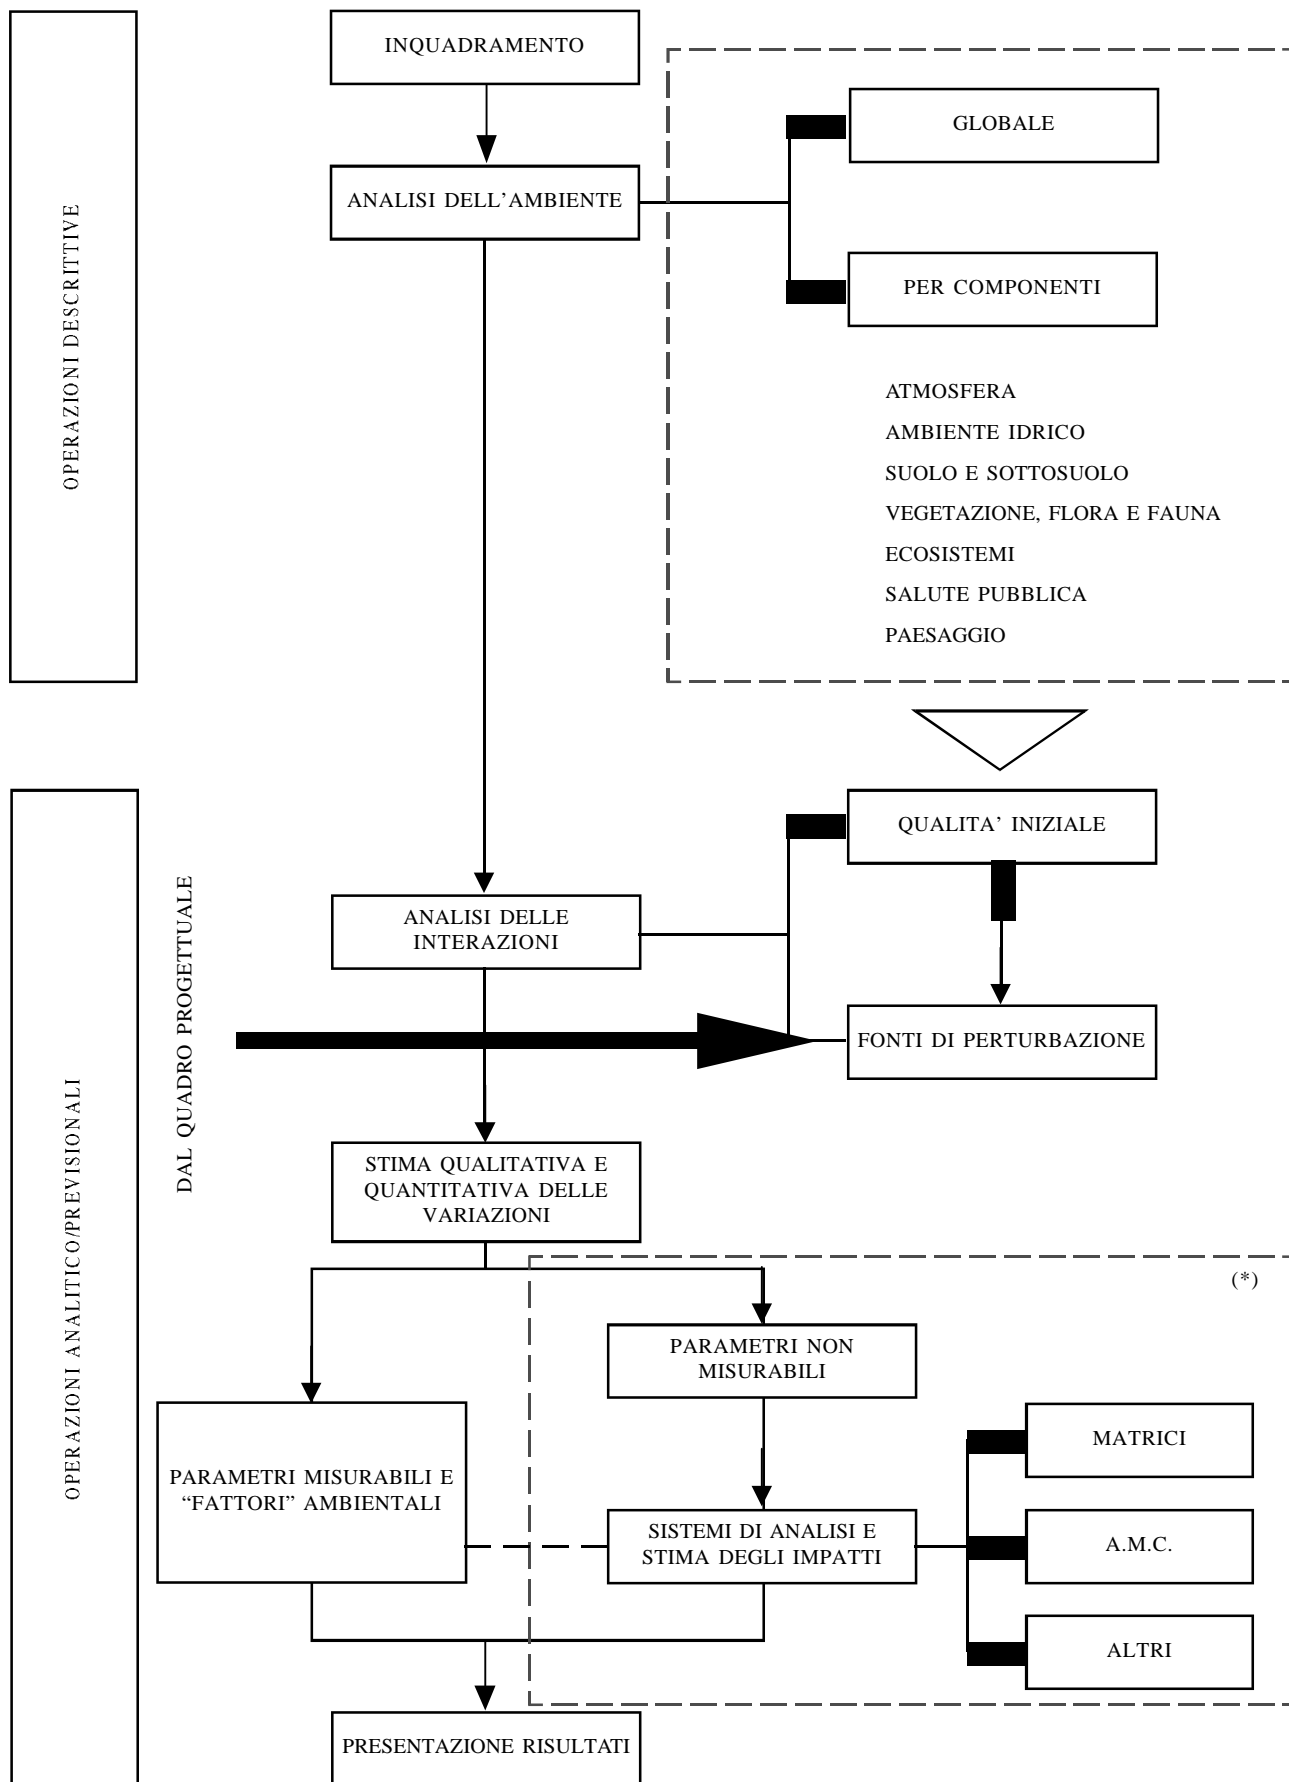 INQUADRAMENTO
GLOBALE
ANALISI DELL’AMBIENTE
PER COMPONENTI
OPERAZIONI DESCRITTIVE
ATMOSFERA
AMBIENTE IDRICO
SUOLO E SOTTOSUOLO
VEGETAZIONE, FLORA E FAUNA
ECOSISTEMI
SALUTE PUBBLICA
PAESAGGIO
QUALITA’ INIZIALE
ANALISI DELLE
INTERAZIONI
DAL QUADRO PROGETTUALE
FONTI DI PERTURBAZIONE
OPERAZIONI ANALITICO/PREVISIONALI
STIMA QUALITATIVA E
QUANTITATIVA DELLE
VARIAZIONI
(*)
PARAMETRI NON
MISURABILI
PARAMETRI MISURABILI E
“FATTORI” AMBIENTALI
MATRICI
SISTEMI DI ANALISI E
STIMA DEGLI IMPATTI
A.M.C.
ALTRI
PRESENTAZIONE RISULTATI